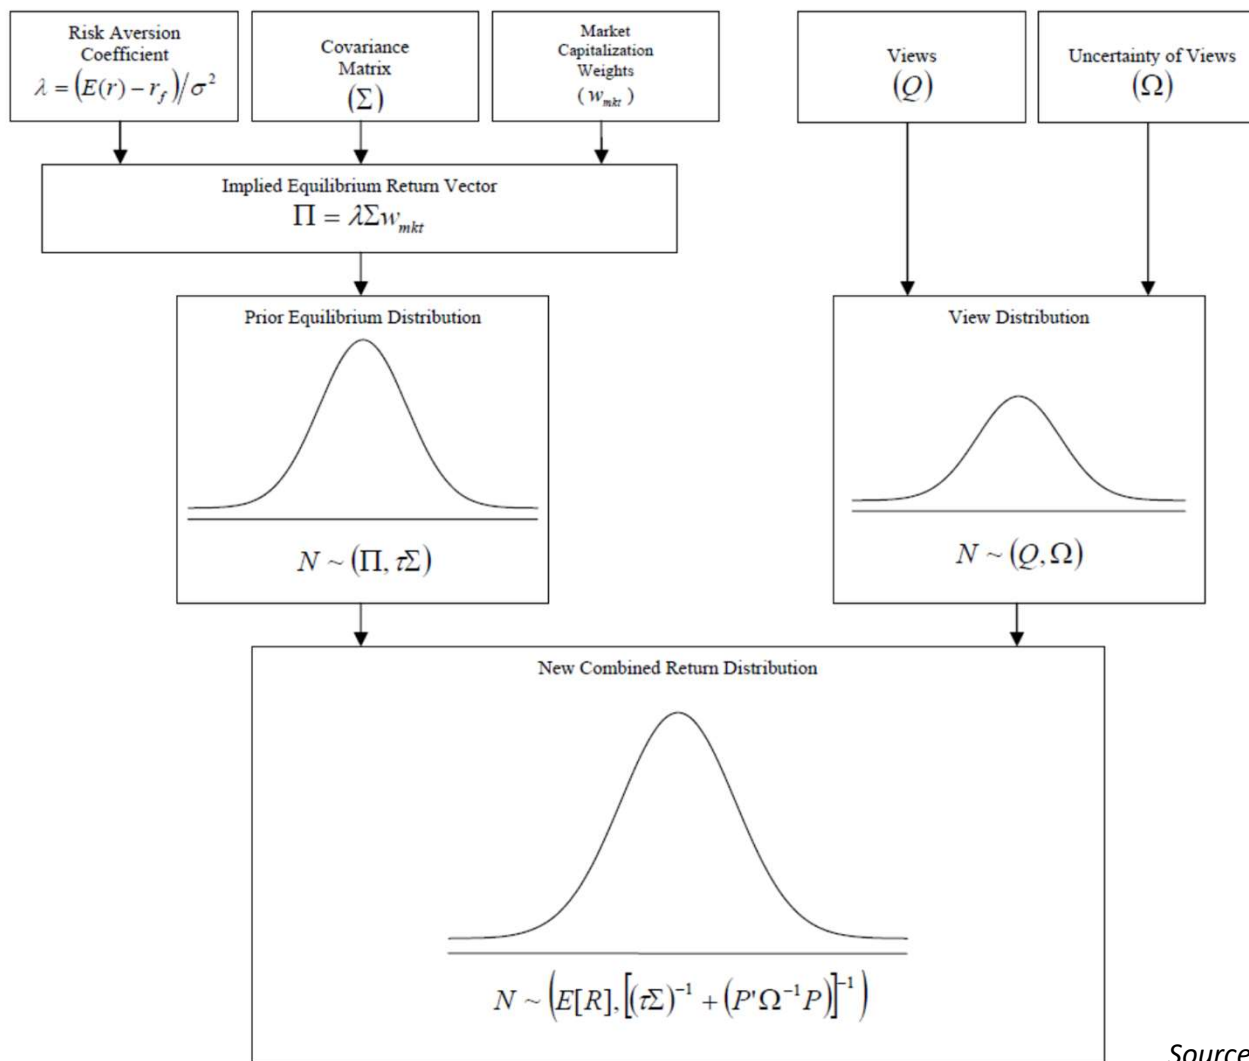 Risk Aversion
Coefficient
λ = (E(r) − r_f)/σ²
Covariance
Matrix
(Σ)
Market
Capitalization
Weights
(w_mkt)
Views
(Q)
Uncertainty of Views
(Ω)
Implied Equilibrium Return Vector
Π = λΣw_mkt
Prior Equilibrium Distribution
N ~ (Π, τΣ)
View Distribution
N ~ (Q, Ω)
New Combined Return Distribution
N ~ (E[R], [(τΣ)⁻¹ + (P'Ω⁻¹P)]⁻¹)
Source